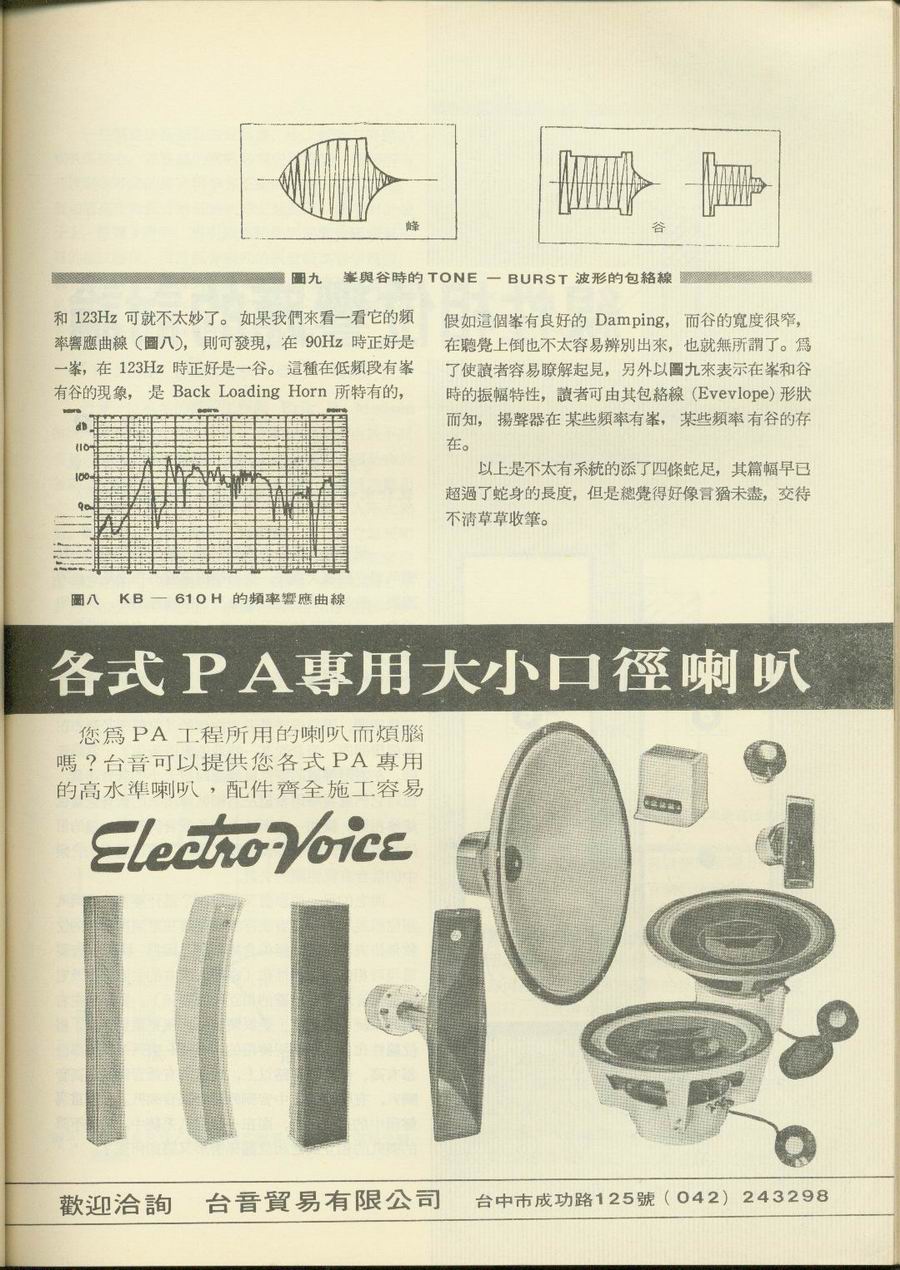 峰
谷
圖九 峯與谷時的 TONE — BURST 波形的包絡線
和 123Hz 可就不太妙了。如果我們來看一看它的頻
率響應曲線（圖八），則可發現，在 90Hz 時正好是
一峯，在 123Hz 時正好是一谷。這種在低頻段有峯
有谷的現象，是 Back Loading Horn 所特有的，
dB
110
100
90
圖八 KB — 610H 的頻率響應曲線
假如這個峯有良好的 Damping，而谷的寬度很窄，
在聽覺上倒也不太容易辨別出來，也就無所謂了。爲
了使讀者容易瞭解起見，另外以圖九來表示在峯和谷
時的振幅特性，讀者可由其包絡線 (Evevlope) 形狀
而知，揚聲器在某些頻率有峯，某些頻率有谷的存
在。
以上是不太有系統的添了四條蛇足，其篇幅早已
超過了蛇身的長度，但是總覺得好像言猶未盡，交待
不淸草草收筆。
各式PA專用大小口徑喇叭
您爲 PA 工程所用的喇叭而煩腦
嗎？台音可以提供您各式 PA 專用
的高水準喇叭，配件齊全施工容易
Electro-Voice
歡迎洽詢 台音貿易有限公司 台中市成功路125號（042）243298